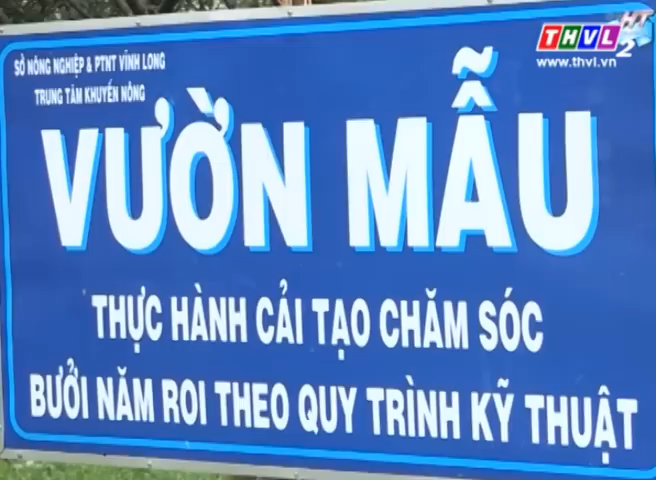 SỞ NÔNG NGHIỆP & PTNT VĨNH LONG
TRUNG TÂM KHUYẾN NÔNG
THVL
HT
2
www.thvl.vn
VƯỜN MẪU
THỰC HÀNH CẢI TẠO CHĂM SÓC
BƯỞI NĂM ROI THEO QUY TRÌNH KỸ THUẬT